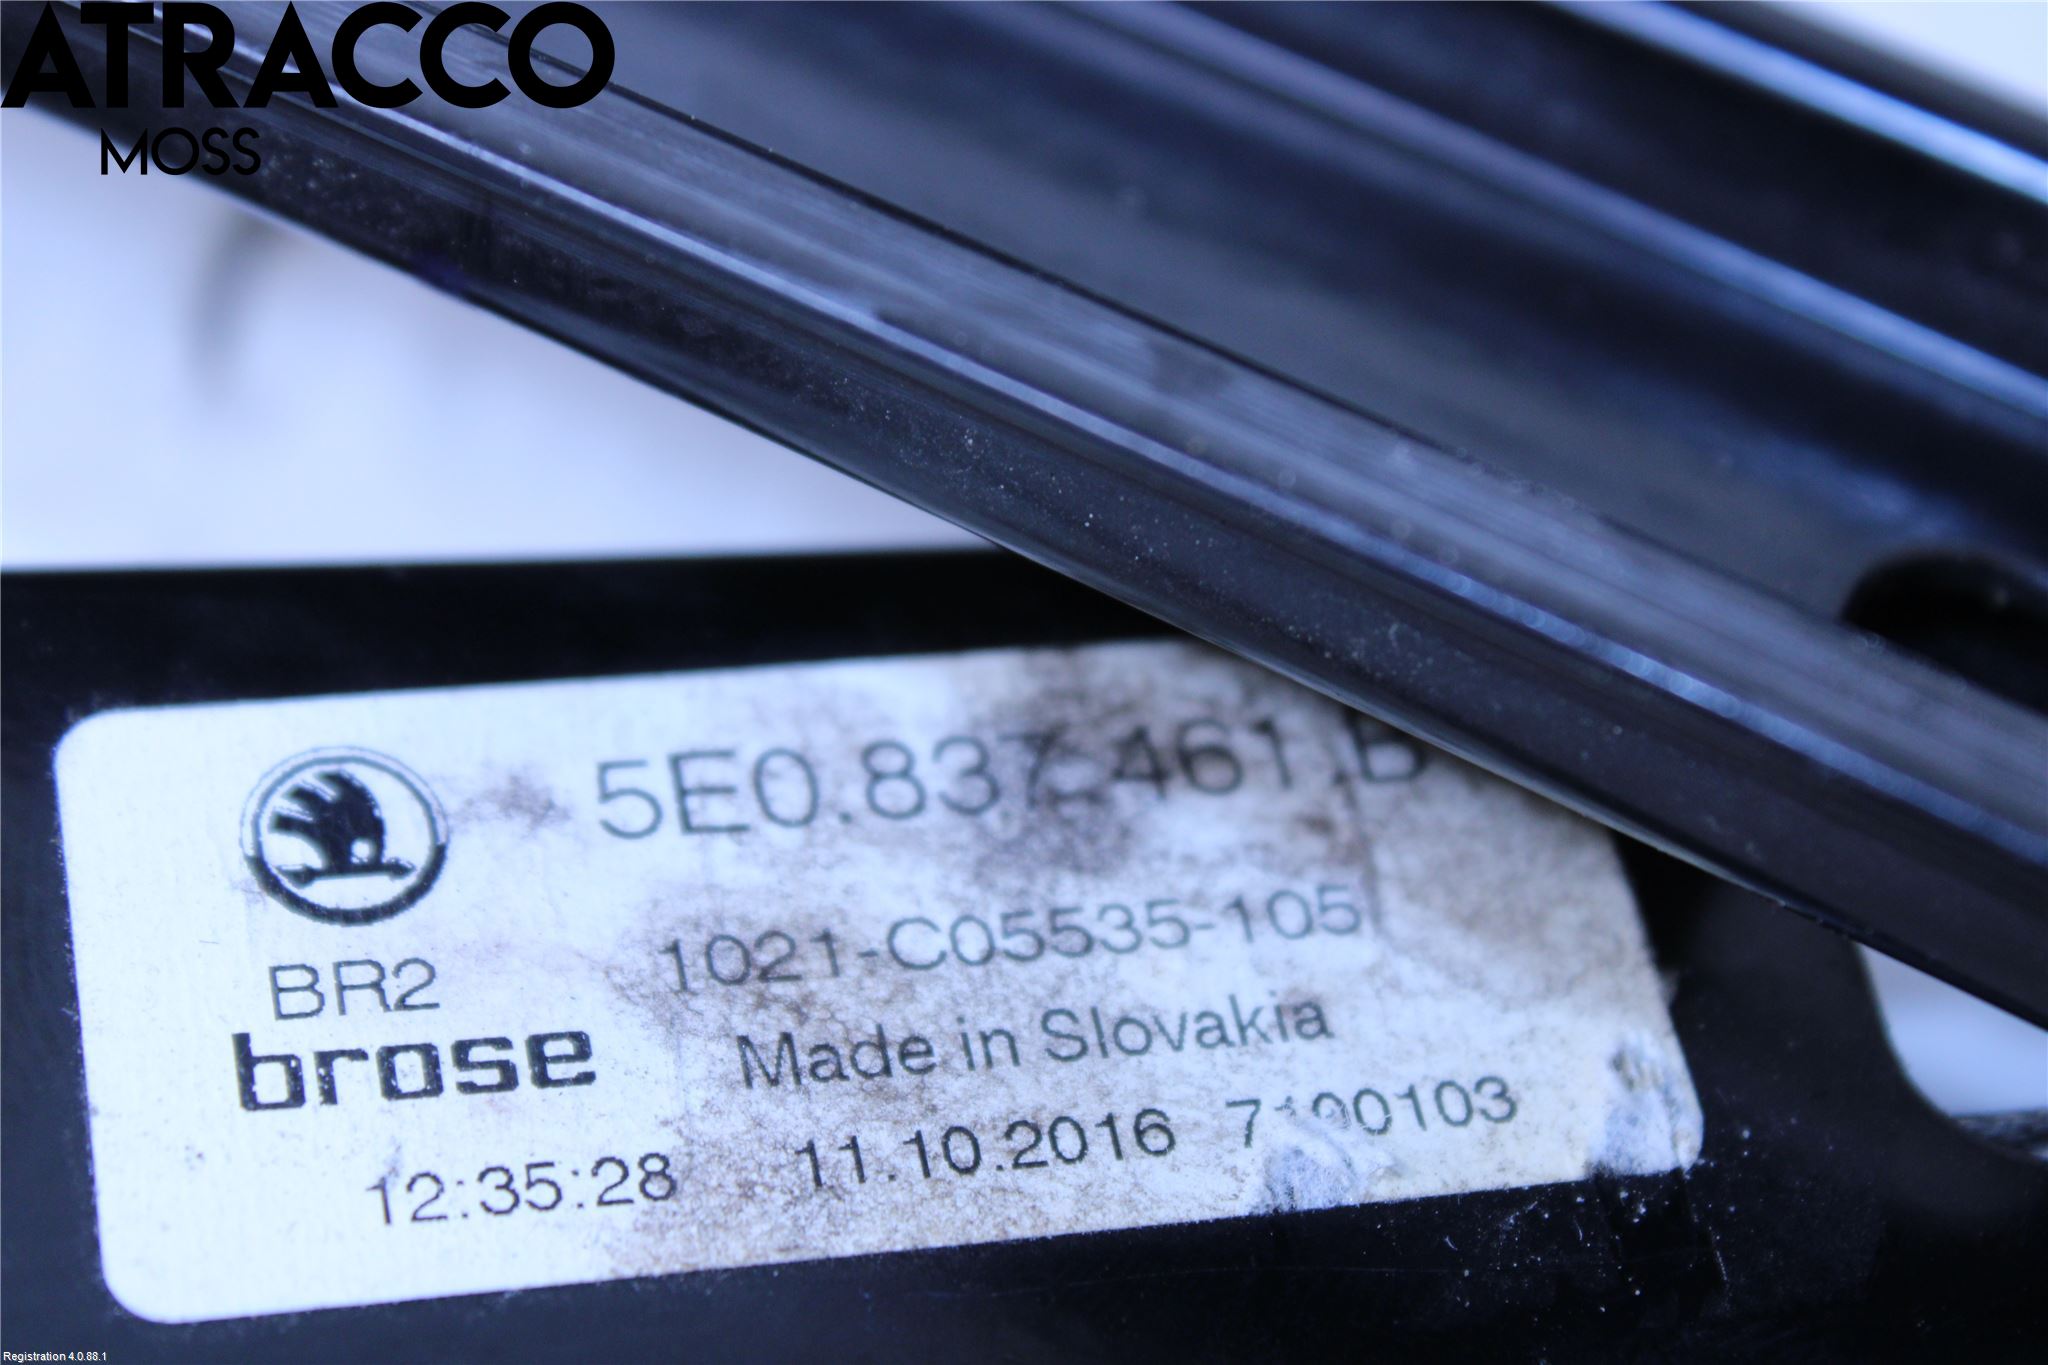 ATRACCO
MOSS
5E0.837.461.B
BR2
1021-C05535-105
brose
Made in Slovakia
12:35:28 11.10.2016 7100103
Registration 4.0.88.1